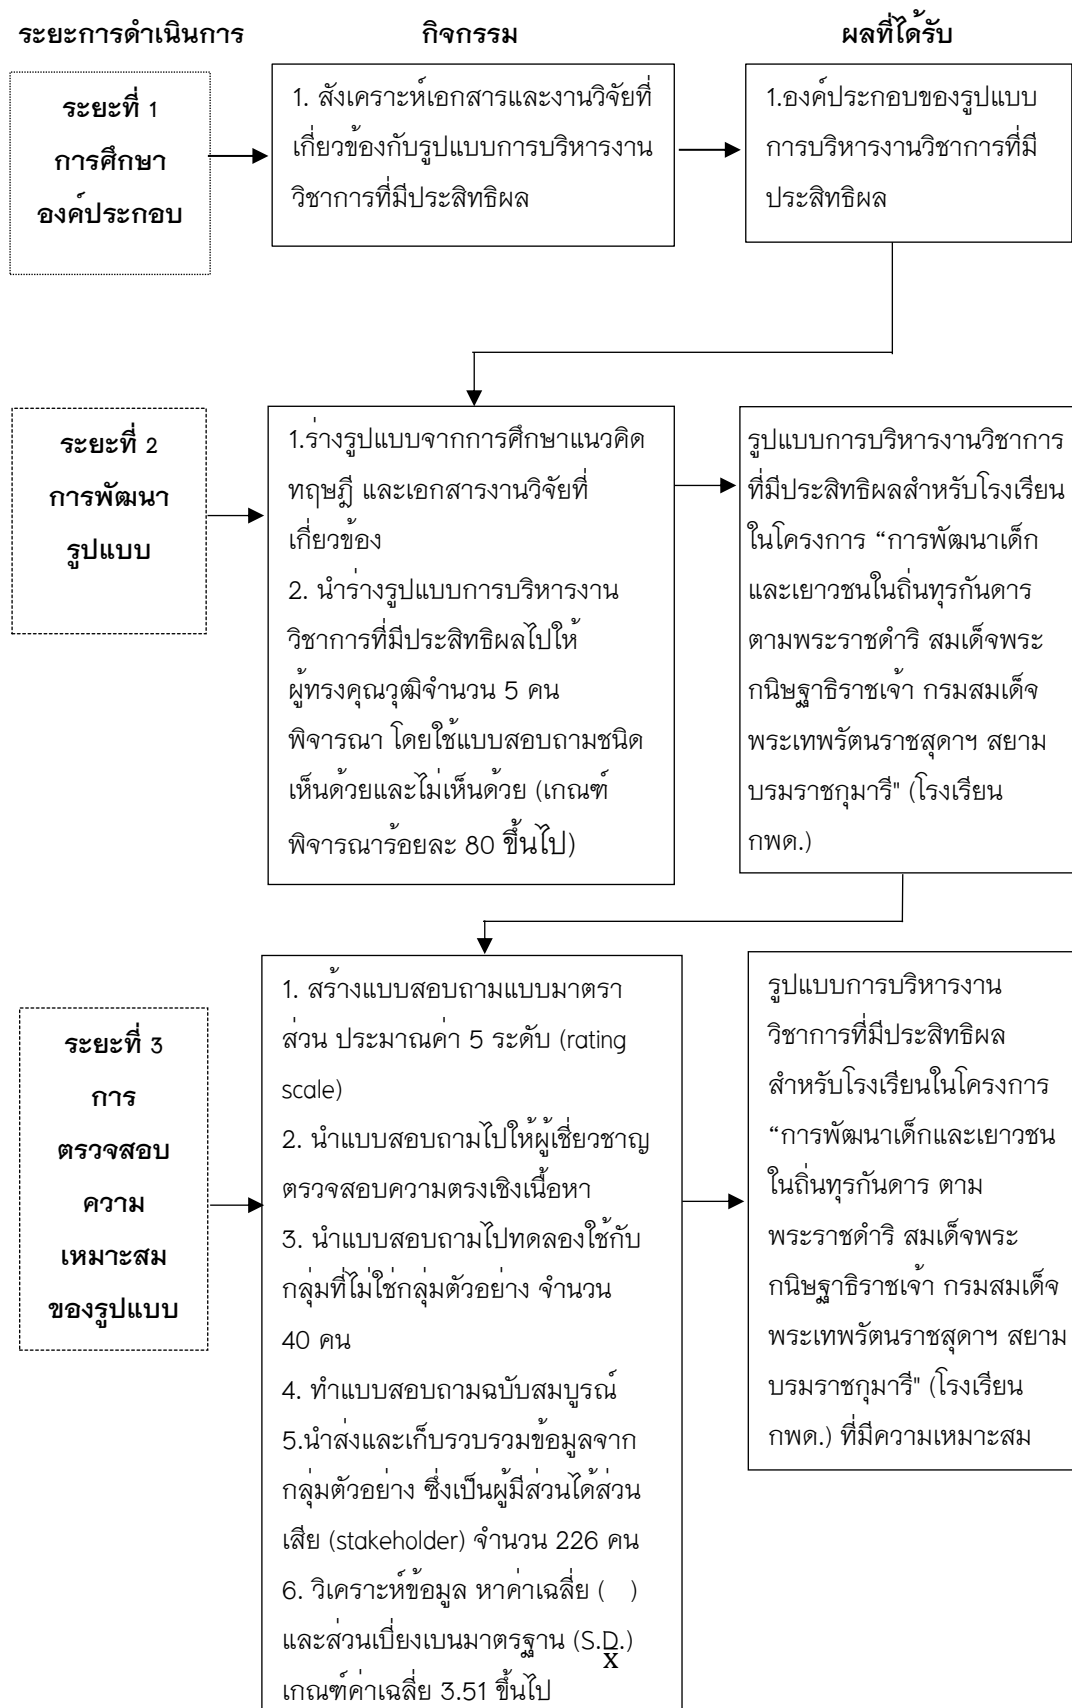 ระยะการดำเนินการ กิจกรรม ผลที่ได้รับ
ระยะที่ 1
การศึกษา
องค์ประกอบ
1. สังเคราะห์เอกสารและงานวิจัยที่
เกี่ยวข้องกับรูปแบบการบริหารงาน
วิชาการที่มีประสิทธิผล
1.องค์ประกอบของรูปแบบ
การบริหารงานวิชาการที่มี
ประสิทธิผล
ระยะที่ 2
การพัฒนา
รูปแบบ
1.ร่างรูปแบบจากการศึกษาแนวคิด
ทฤษฎี และเอกสารงานวิจัยที่
เกี่ยวข้อง
2. นำร่างรูปแบบการบริหารงาน
วิชาการที่มีประสิทธิผลไปให้
ผู้ทรงคุณวุฒิจำนวน 5 คน
พิจารณา โดยใช้แบบสอบถามชนิด
เห็นด้วยและไม่เห็นด้วย (เกณฑ์
พิจารณาร้อยละ 80 ขึ้นไป)
รูปแบบการบริหารงานวิชาการ
ที่มีประสิทธิผลสำหรับโรงเรียน
ในโครงการ “การพัฒนาเด็ก
และเยาวชนในถิ่นทุรกันดาร
ตามพระราชดำริ สมเด็จพระ
กนิษฐาธิราชเจ้า กรมสมเด็จ
พระเทพรัตนราชสุดาฯ สยาม
บรมราชกุมารี" (โรงเรียน
กพด.)
ระยะที่ 3
การ
ตรวจสอบ
ความ
เหมาะสม
ของรูปแบบ
1. สร้างแบบสอบถามแบบมาตรา
ส่วน ประมาณค่า 5 ระดับ (rating
scale)
2. นำแบบสอบถามไปให้ผู้เชี่ยวชาญ
ตรวจสอบความตรงเชิงเนื้อหา
3. นำแบบสอบถามไปทดลองใช้กับ
กลุ่มที่ไม่ใช่กลุ่มตัวอย่าง จำนวน
40 คน
4. ทำแบบสอบถามฉบับสมบูรณ์
5.นำส่งและเก็บรวบรวมข้อมูลจาก
กลุ่มตัวอย่าง ซึ่งเป็นผู้มีส่วนได้ส่วน
เสีย (stakeholder) จำนวน 226 คน
6. วิเคราะห์ข้อมูล หาค่าเฉลี่ย ( )
และส่วนเบี่ยงเบนมาตรฐาน (S.D.)
x̄
เกณฑ์ค่าเฉลี่ย 3.51 ขึ้นไป
รูปแบบการบริหารงาน
วิชาการที่มีประสิทธิผล
สำหรับโรงเรียนในโครงการ
“การพัฒนาเด็กและเยาวชน
ในถิ่นทุรกันดาร ตาม
พระราชดำริ สมเด็จพระ
กนิษฐาธิราชเจ้า กรมสมเด็จ
พระเทพรัตนราชสุดาฯ สยาม
บรมราชกุมารี" (โรงเรียน
กพด.) ที่มีความเหมาะสม